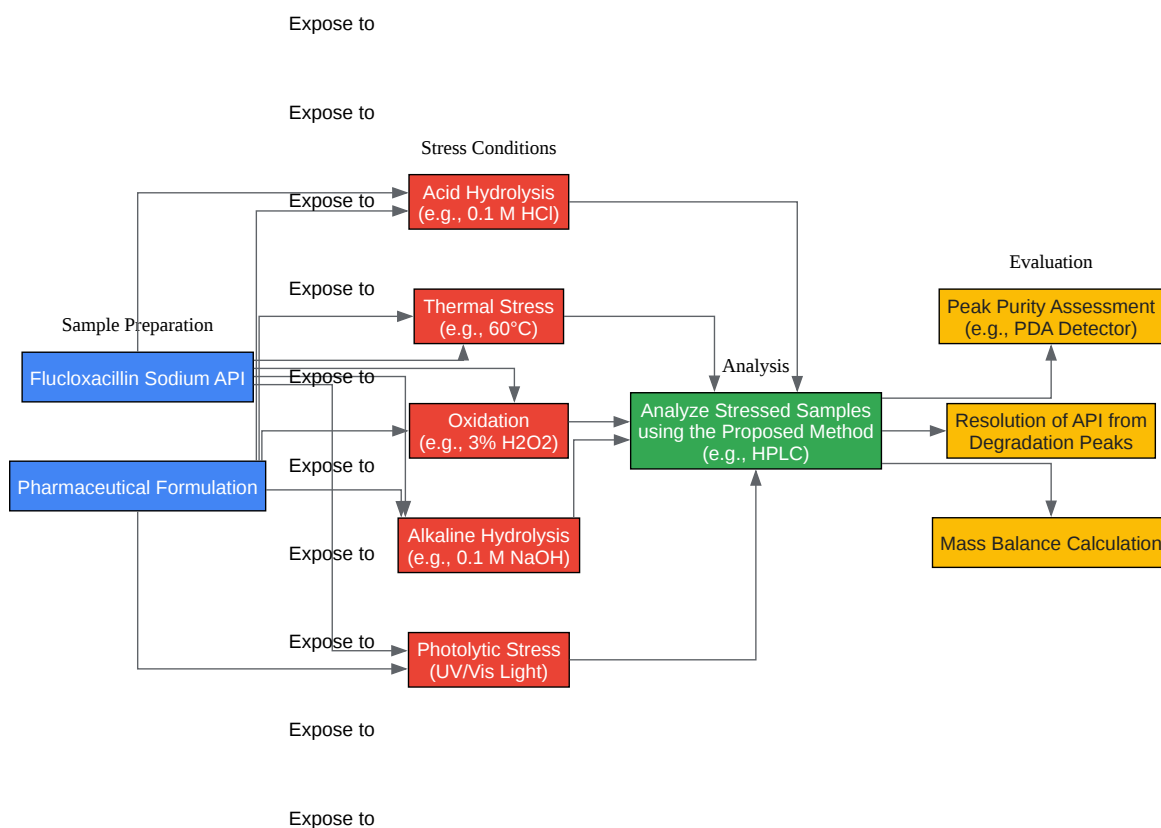 Expose to
Expose to
Stress Conditions
Acid Hydrolysis
(e.g., 0.1 M HCl)
Expose to
Evaluation
Expose to
Thermal Stress
(e.g., 60°C)
Peak Purity Assessment
(e.g., PDA Detector)
Sample Preparation
Flucloxacillin Sodium API
Expose to
Analysis
Oxidation
(e.g., 3% H2O2)
Analyze Stressed Samples
using the Proposed Method
(e.g., HPLC)
Resolution of API from
Degradation Peaks
Pharmaceutical Formulation
Expose to
Alkaline Hydrolysis
(e.g., 0.1 M NaOH)
Mass Balance Calculation
Expose to
Expose to
Photolytic Stress
(UV/Vis Light)
Expose to
Expose to